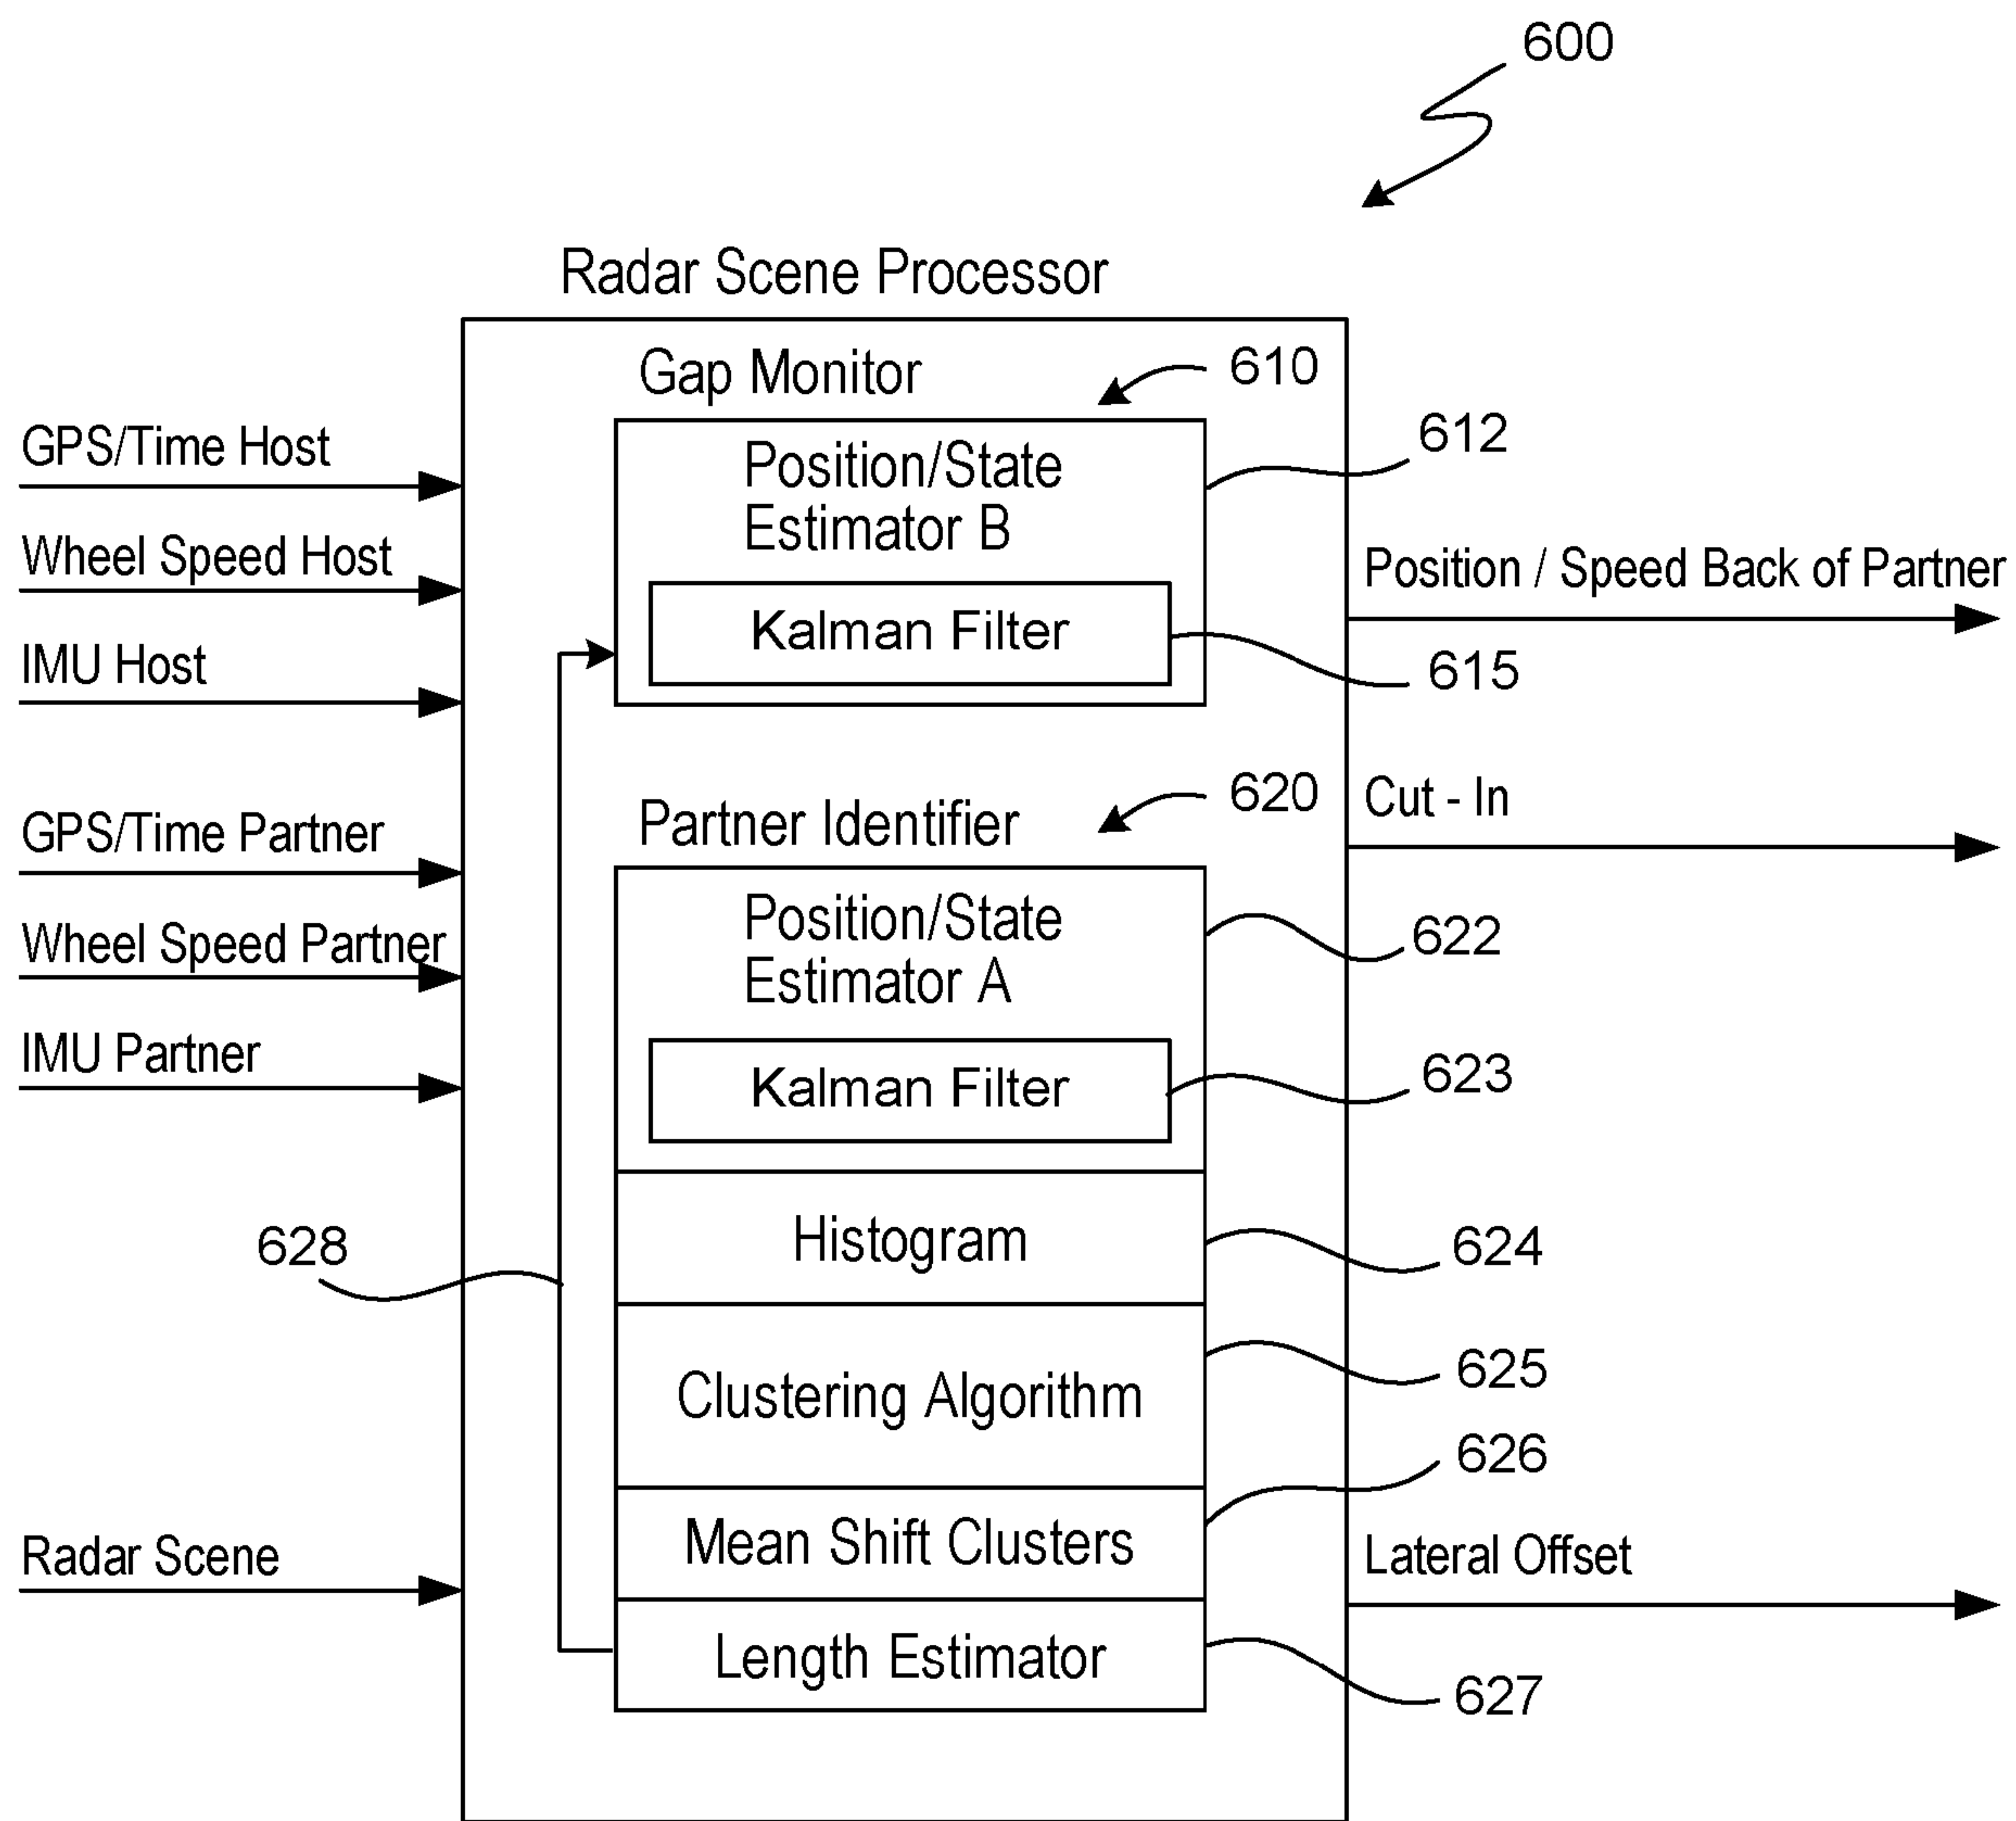 600
Radar Scene Processor
Gap Monitor
610
Position/State
Estimator B
612
Kalman Filter
615
GPS/Time Host
Wheel Speed Host
IMU Host
Position / Speed Back of Partner
Cut - In
Partner Identifier
620
GPS/Time Partner
Wheel Speed Partner
IMU Partner
Position/State
Estimator A
622
Kalman Filter
623
628
Histogram
624
Clustering Algorithm
625
Mean Shift Clusters
626
Radar Scene
Lateral Offset
Length Estimator
627